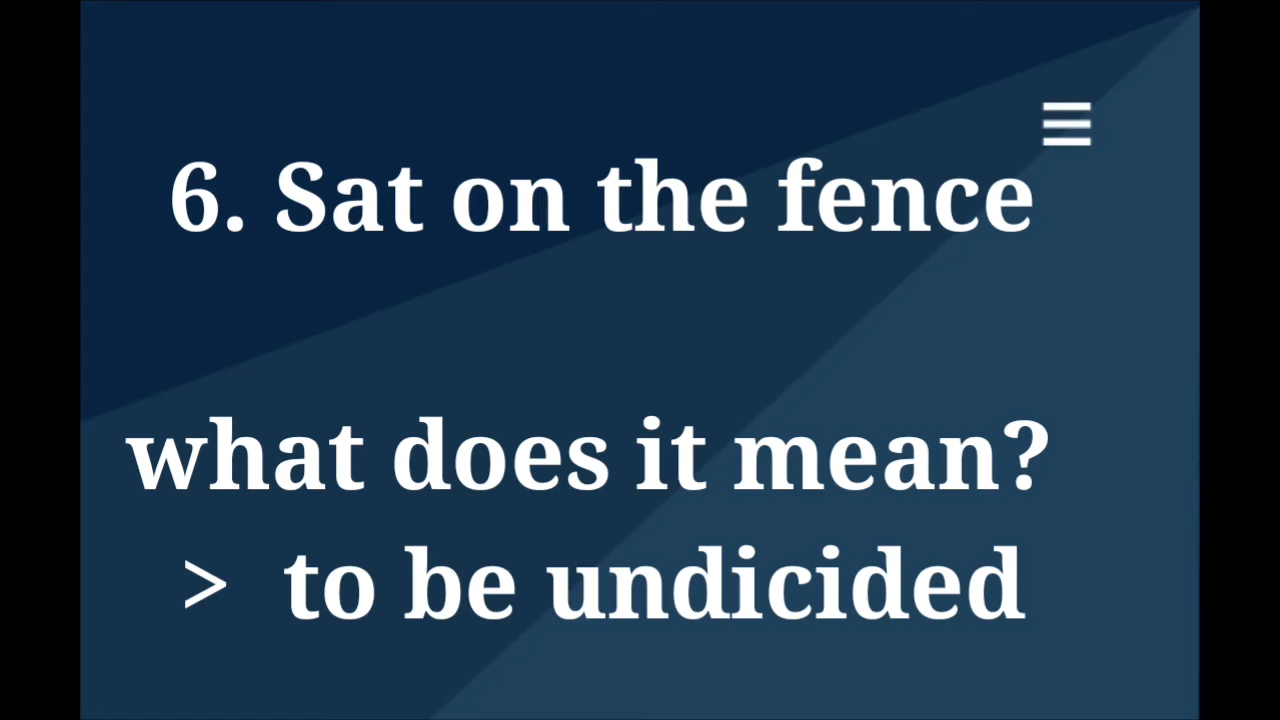 6. Sat on the fence
what does it mean?
> to be undicided